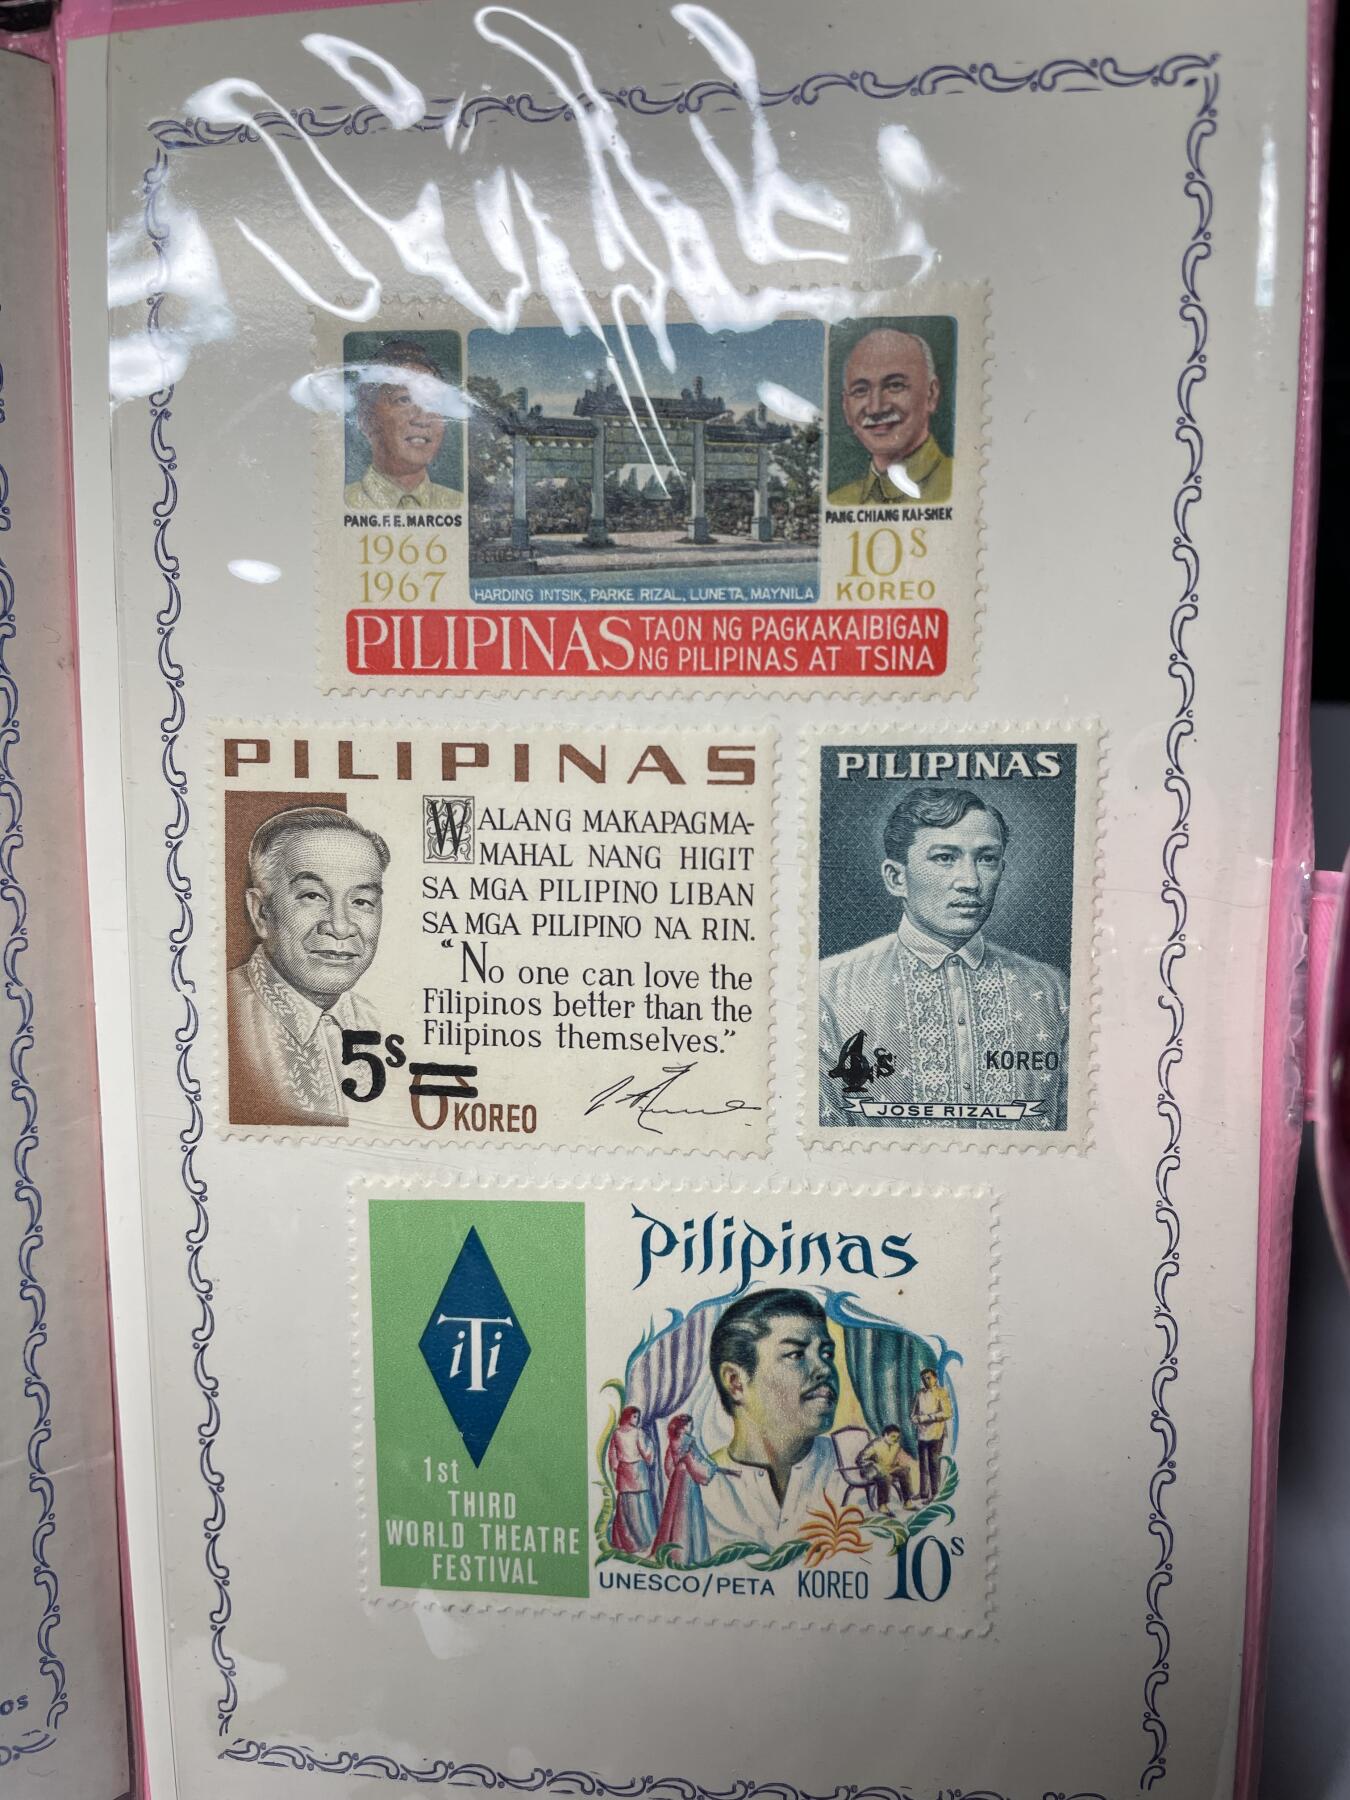 PANG. F. E. MARCOS
1966
1967
HARDING INTSIK, PARKE RIZAL, LUNETA, MAYNILA
PANG. CHIANG KAI-SHEK
10s
KOREO
PILIPINAS
TAON NG PAGKAKAIBIGAN
NG PILIPINAS AT TSINA
PILIPINAS
WALANG MAKAPAGMA-
MAHAL NANG HIGIT
SA MGA PILIPINO LIBAN
SA MGA PILIPINO NA RIN.
"No one can love the
Filipinos better than the
Filipinos themselves."
5s
6
KOREO
PILIPINAS
4s
KOREO
JOSE RIZAL
iTi
1st
THIRD
WORLD THEATRE
FESTIVAL
Pilipinas
UNESCO/PETA KOREO 10s
os